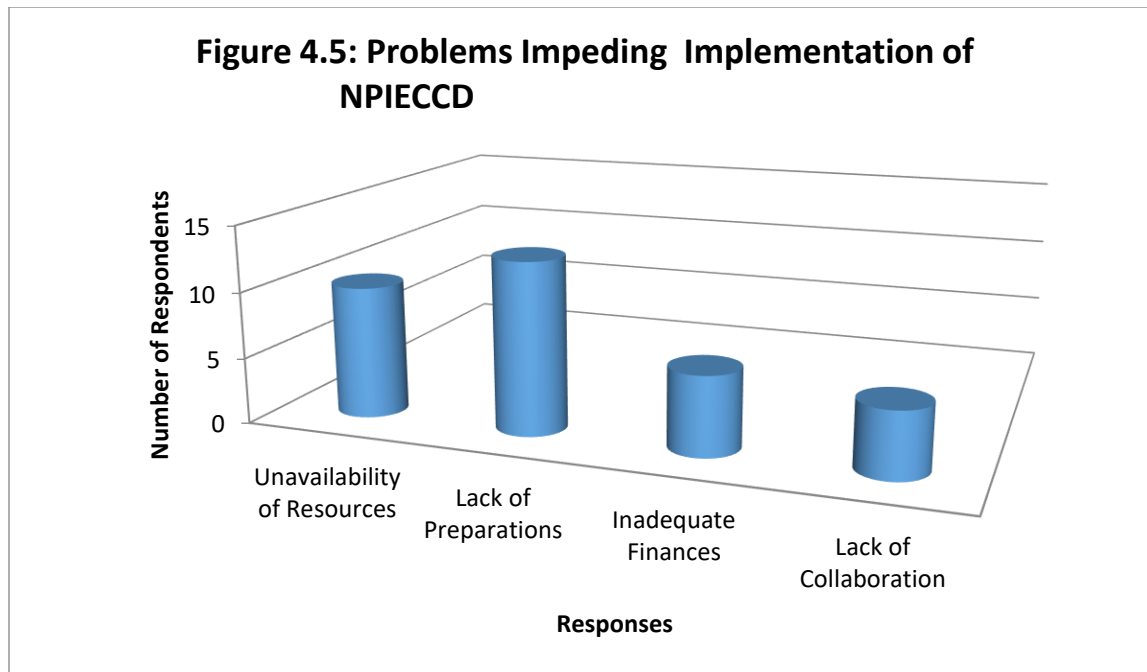 Figure 4.5: Problems Impeding Implementation of
NPIECCD
Number of Respondents
15
10
5
0
Unavailability
of Resources
Lack of
Preparations
Inadequate
Finances
Lack of
Collaboration
Responses